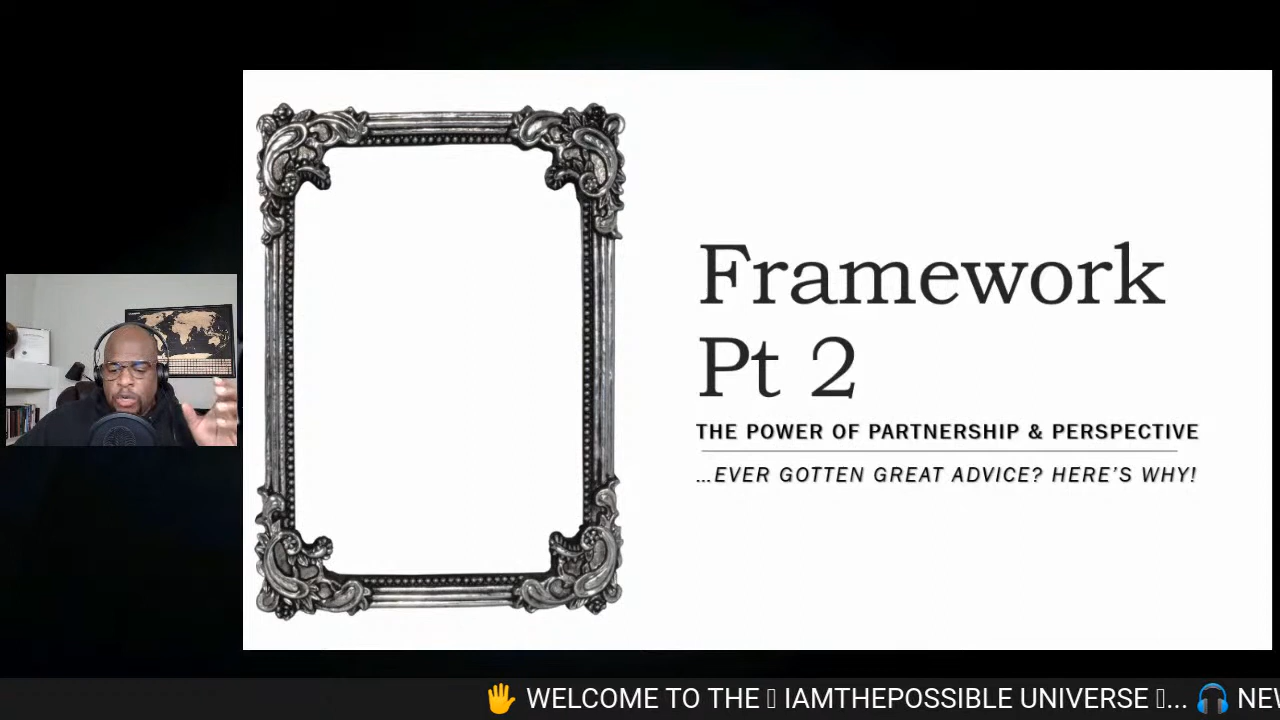 Framework
Pt 2
THE POWER OF PARTNERSHIP & PERSPECTIVE
...EVER GOTTEN GREAT ADVICE? HERE'S WHY!
WELCOME TO THE IAMTHEPOSSIBLE UNIVERSE ...